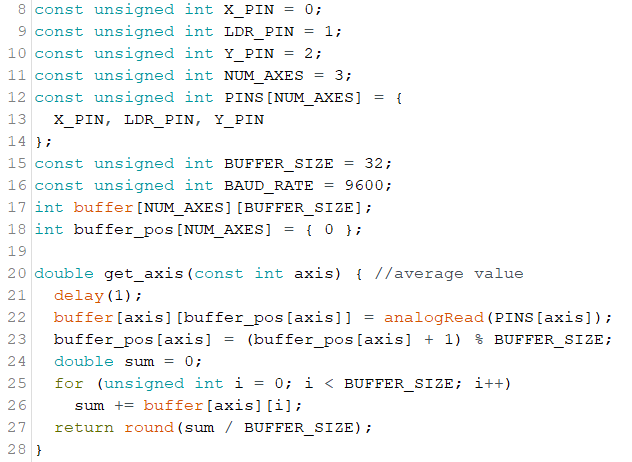 8 const unsigned int X_PIN = 0;
9 const unsigned int LDR_PIN = 1;
10 const unsigned int Y_PIN = 2;
11 const unsigned int NUM_AXES = 3;
12 const unsigned int PINS[NUM_AXES] = {
13   X_PIN, LDR_PIN, Y_PIN
14 };
15 const unsigned int BUFFER_SIZE = 32;
16 const unsigned int BAUD_RATE = 9600;
17 int buffer[NUM_AXES][BUFFER_SIZE];
18 int buffer_pos[NUM_AXES] = { 0 };
19
20 double get_axis(const int axis) { //average value
21   delay(1);
22   buffer[axis][buffer_pos[axis]] = analogRead(PINS[axis]);
23   buffer_pos[axis] = (buffer_pos[axis] + 1) % BUFFER_SIZE;
24   double sum = 0;
25   for (unsigned int i = 0; i < BUFFER_SIZE; i++)
26     sum += buffer[axis][i];
27   return round(sum / BUFFER_SIZE);
28 }